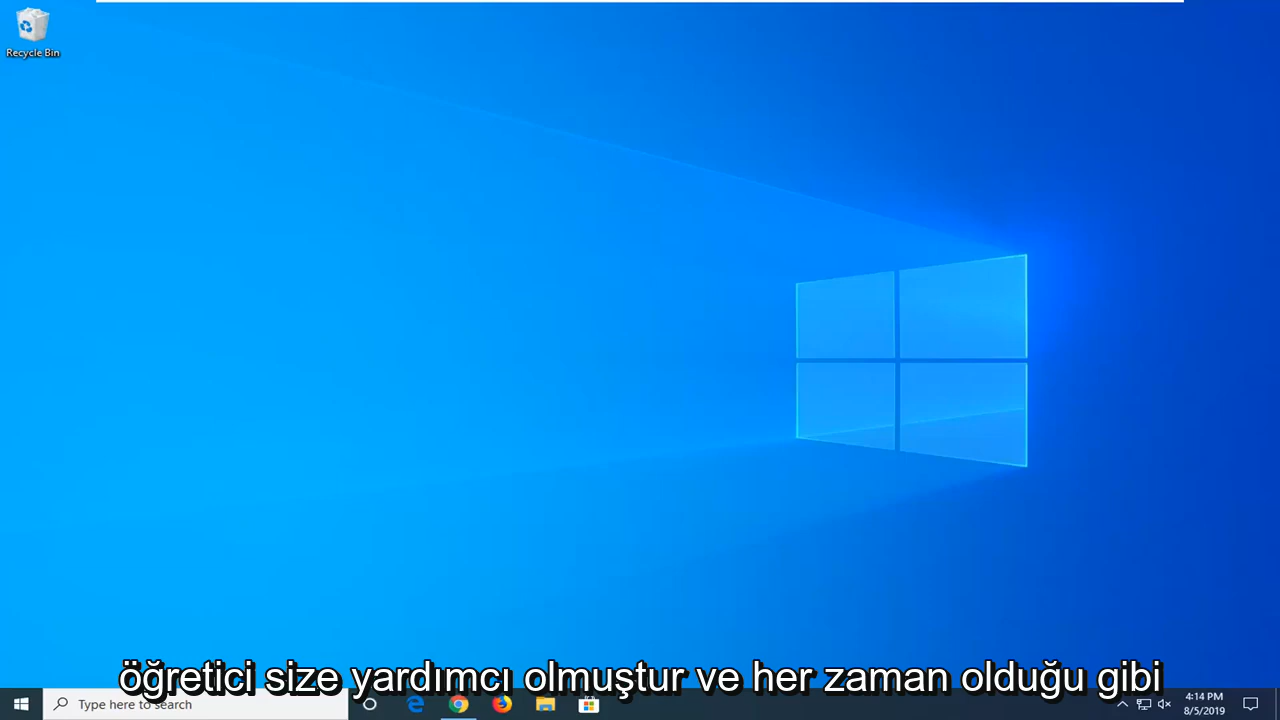 Recycle Bin
öğretici size yardımcı olmuştur ve her zaman olduğu gibi
Type here to search
4:14 PM
8/5/2019